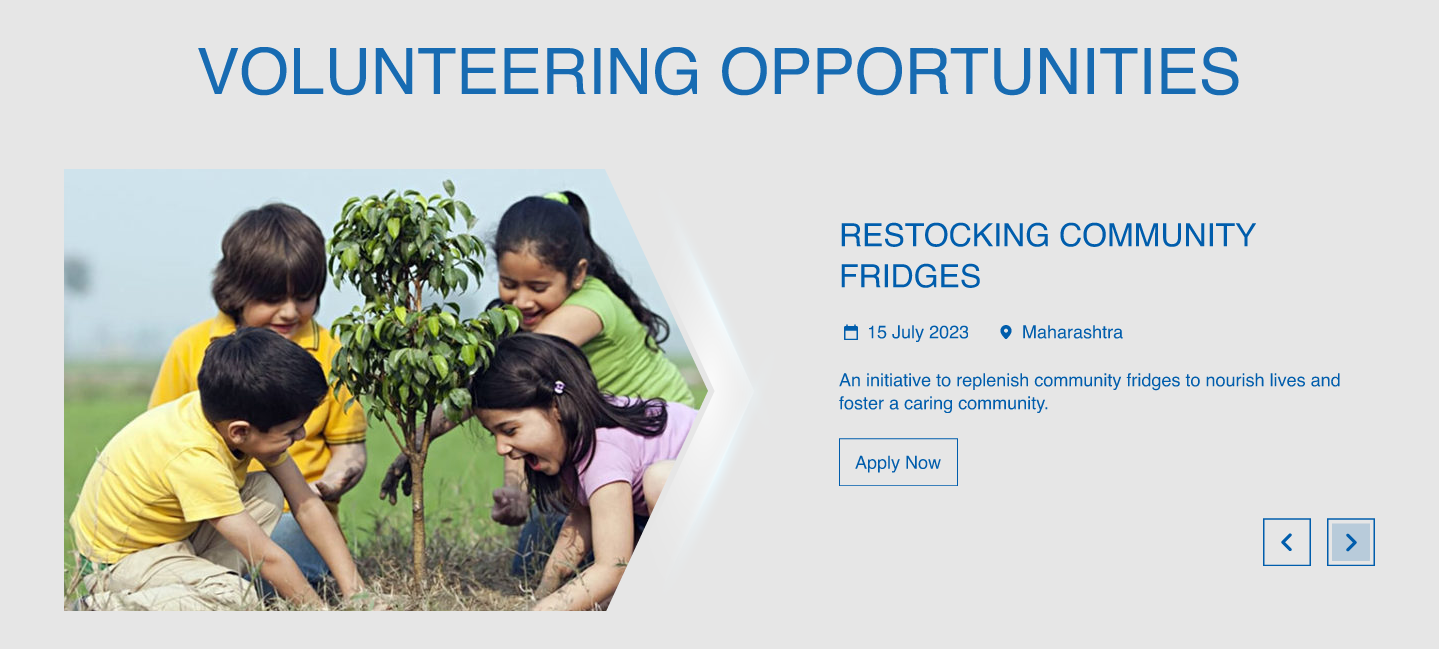 VOLUNTEERING OPPORTUNITIES
RESTOCKING COMMUNITY
FRIDGES
15 July 2023 Maharashtra
An initiative to replenish community fridges to nourish lives and
foster a caring community.
Apply Now